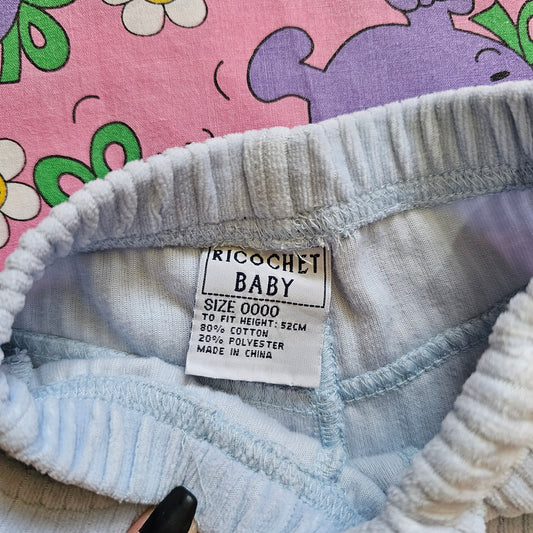 RICOCHET
BABY
SIZE 0000
TO FIT HEIGHT: 52CM
80% COTTON
20% POLYESTER
MADE IN CHINA